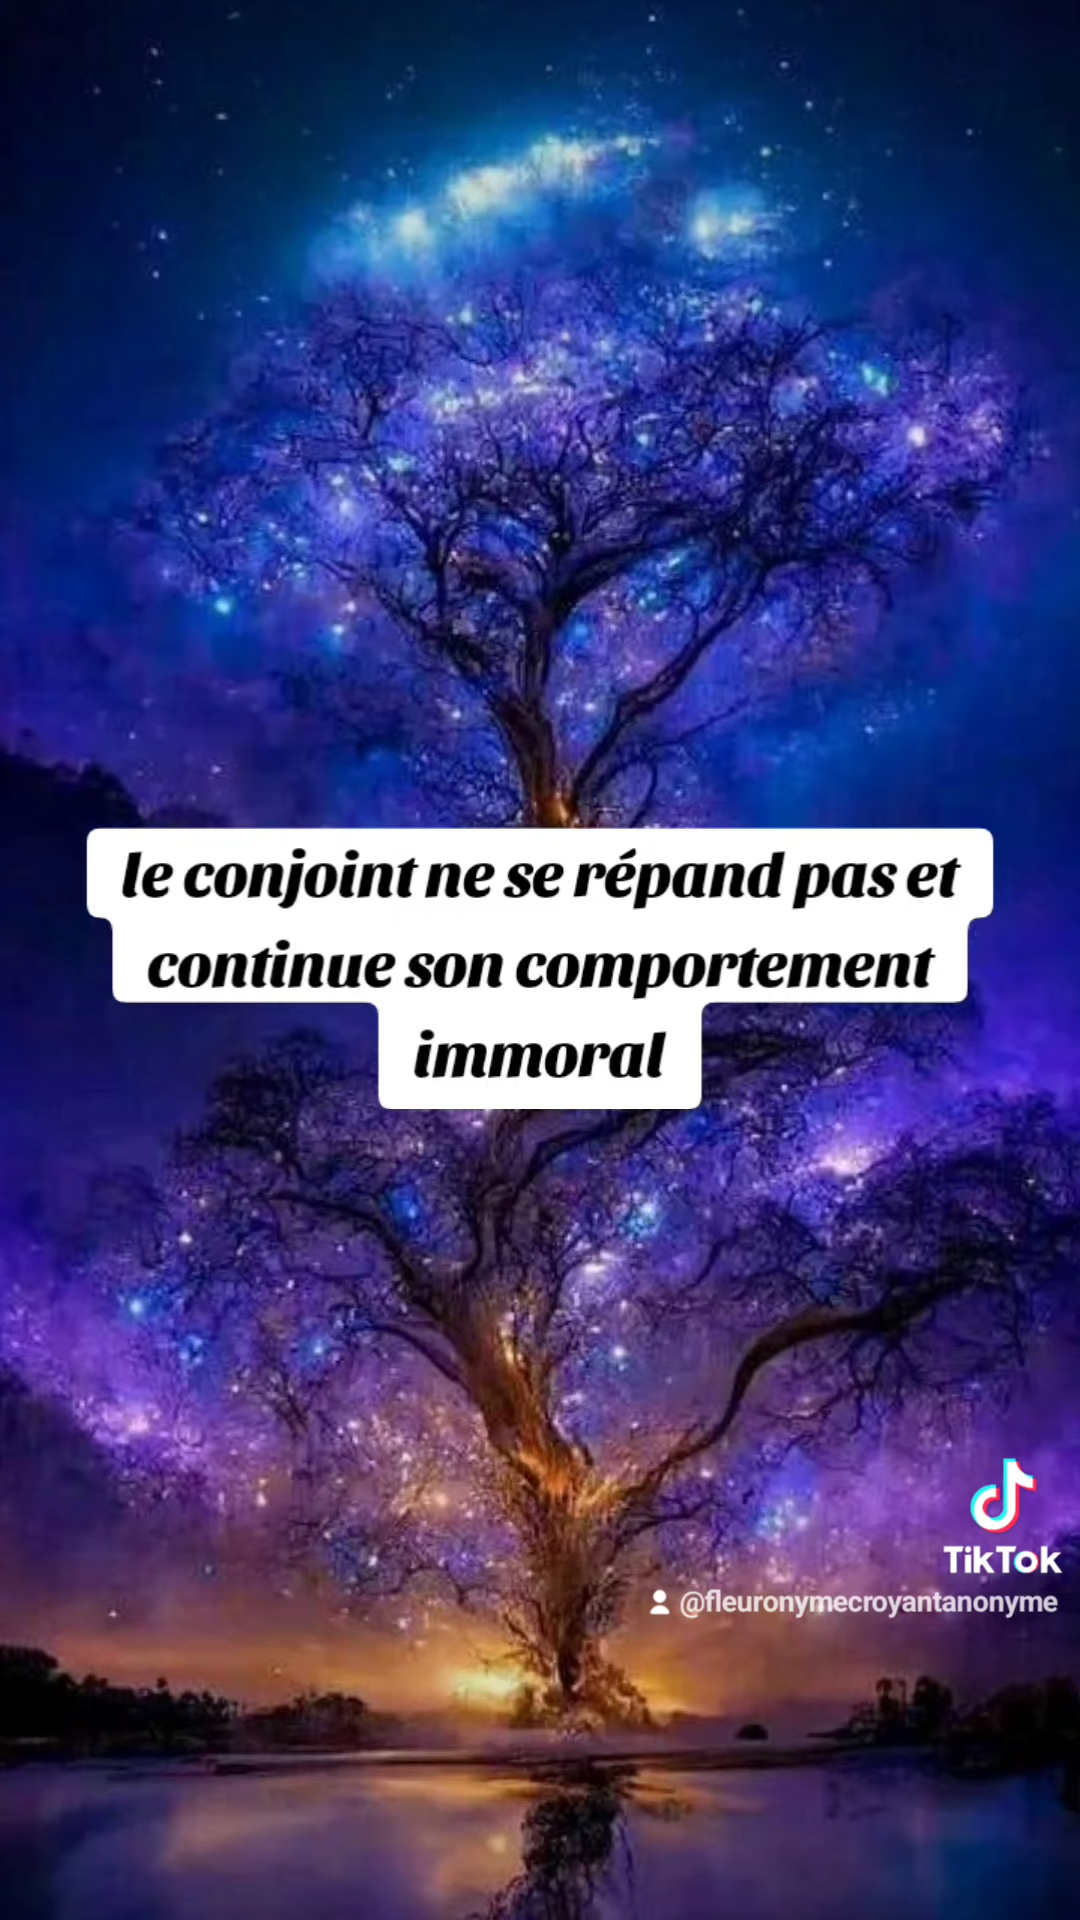 le conjoint ne se répand pas et
continue son comportement
immoral
TikTok
@fleuronymecroyantanonyme